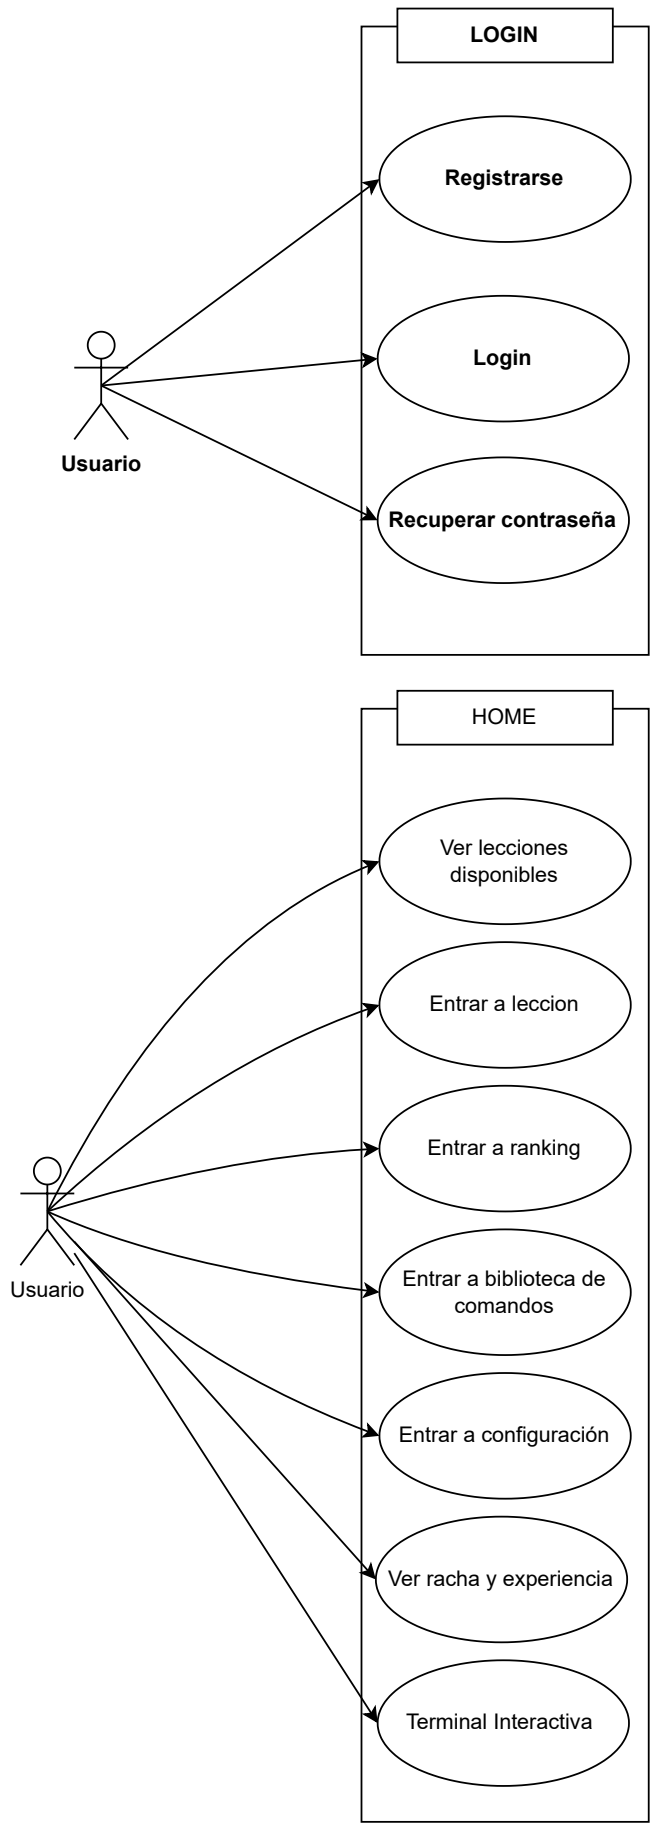 LOGIN
Registrarse
Login
Usuario
Recuperar contraseña
HOME
Ver lecciones
disponibles
Entrar a leccion
Entrar a ranking
Usuario
Entrar a biblioteca de
comandos
Entrar a configuración
Ver racha y experiencia
Terminal Interactiva